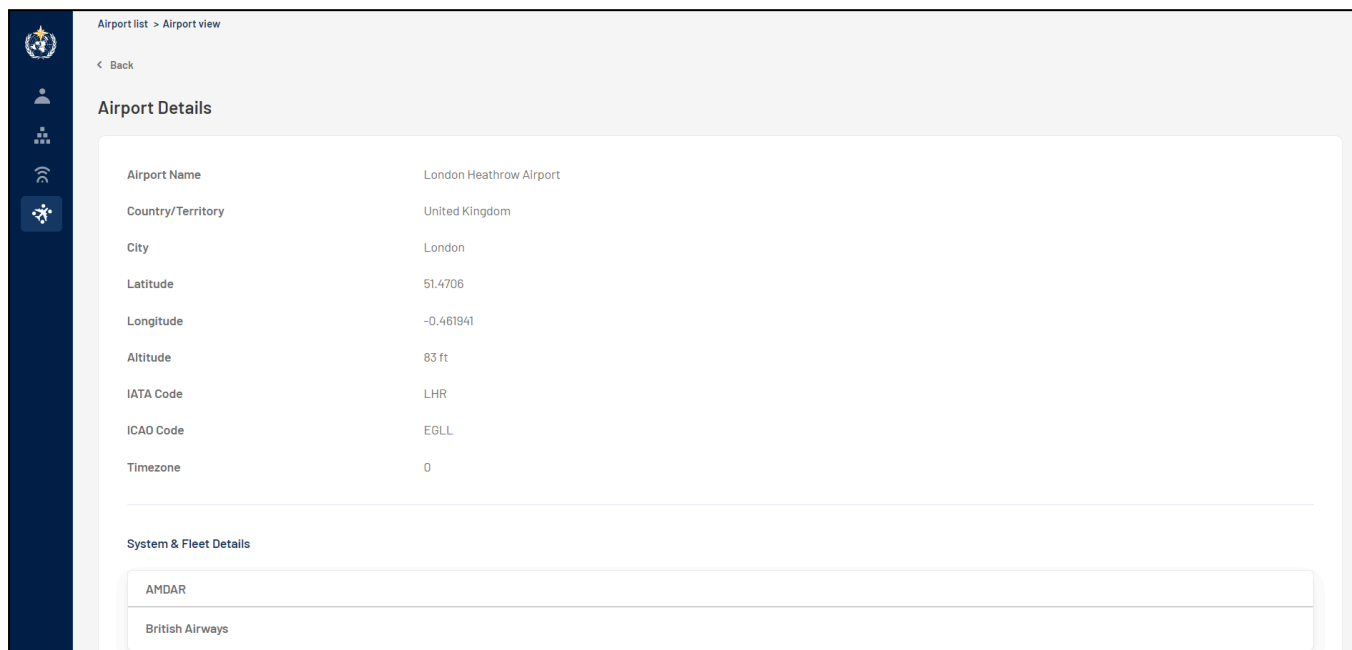 Airport list > Airport view
< Back
Airport Details
Airport Name London Heathrow Airport
Country/Territory United Kingdom
City London
Latitude 51.4706
Longitude -0.461941
Altitude 83 ft
IATA Code LHR
ICAO Code EGLL
Timezone 0
System & Fleet Details
AMDAR
British Airways